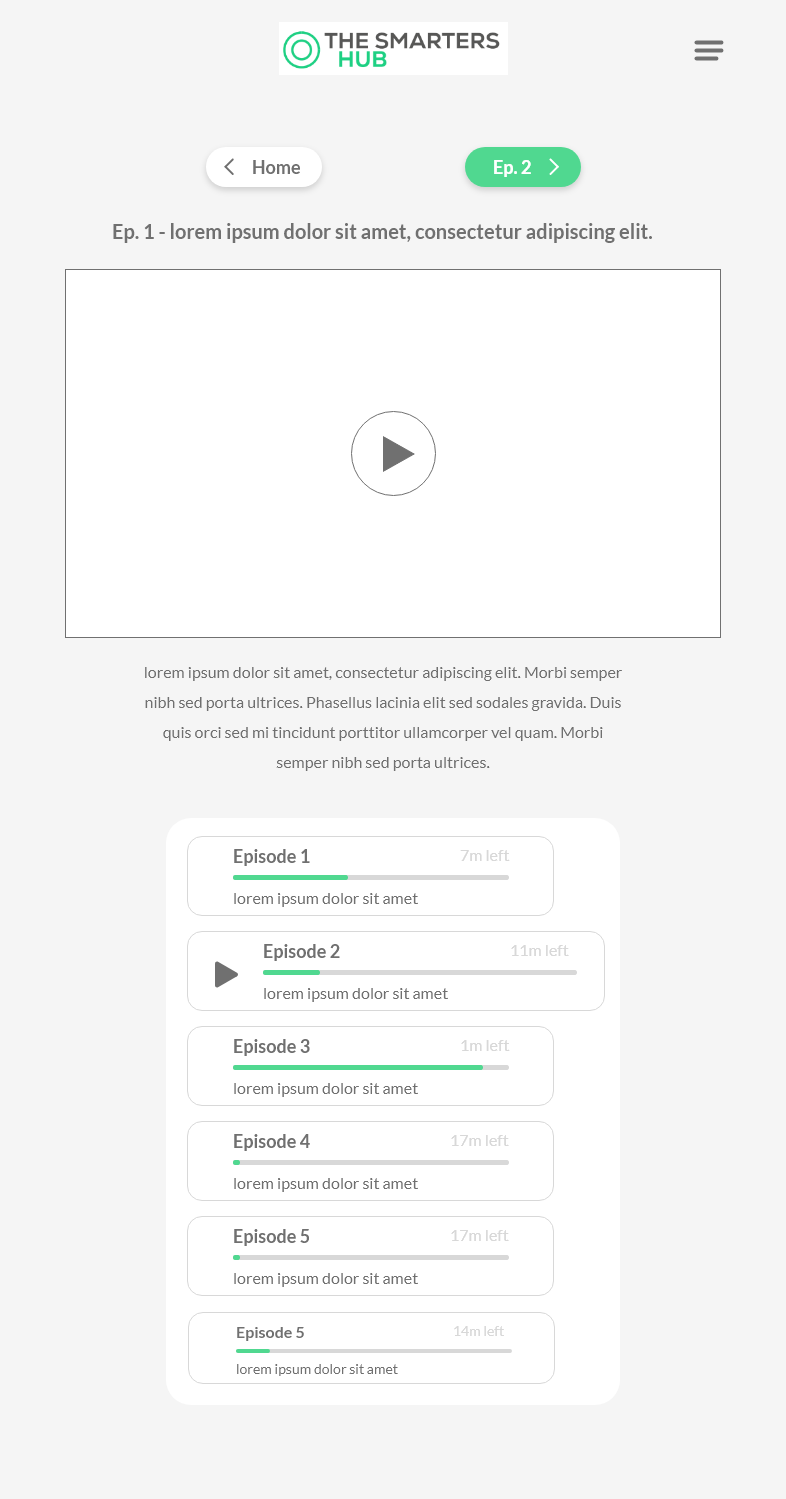 THE SMARTERS
HUB
Home
Ep. 2
Ep. 1 - lorem ipsum dolor sit amet, consectetur adipiscing elit.
lorem ipsum dolor sit amet, consectetur adipiscing elit. Morbi semper
nibh sed porta ultrices. Phasellus lacinia elit sed sodales gravida. Duis
quis orci sed mi tincidunt porttitor ullamcorper vel quam. Morbi
semper nibh sed porta ultrices.
Episode 1 7m left
lorem ipsum dolor sit amet
Episode 2 11m left
lorem ipsum dolor sit amet
Episode 3 1m left
lorem ipsum dolor sit amet
Episode 4 17m left
lorem ipsum dolor sit amet
Episode 5 17m left
lorem ipsum dolor sit amet
Episode 5 14m left
lorem ipsum dolor sit amet